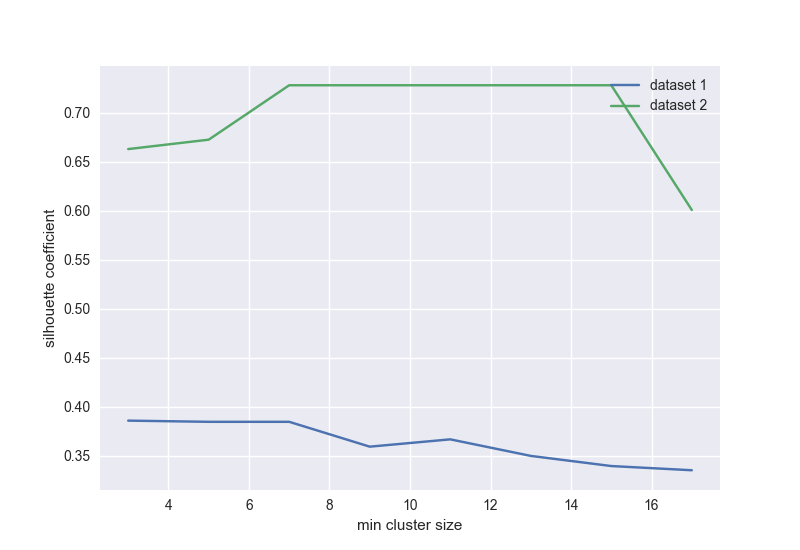 dataset 1
dataset 2
0.70
0.65
0.60
0.55
0.50
0.45
0.40
0.35
silhouette coefficient
4 6 8 10 12 14 16
min cluster size